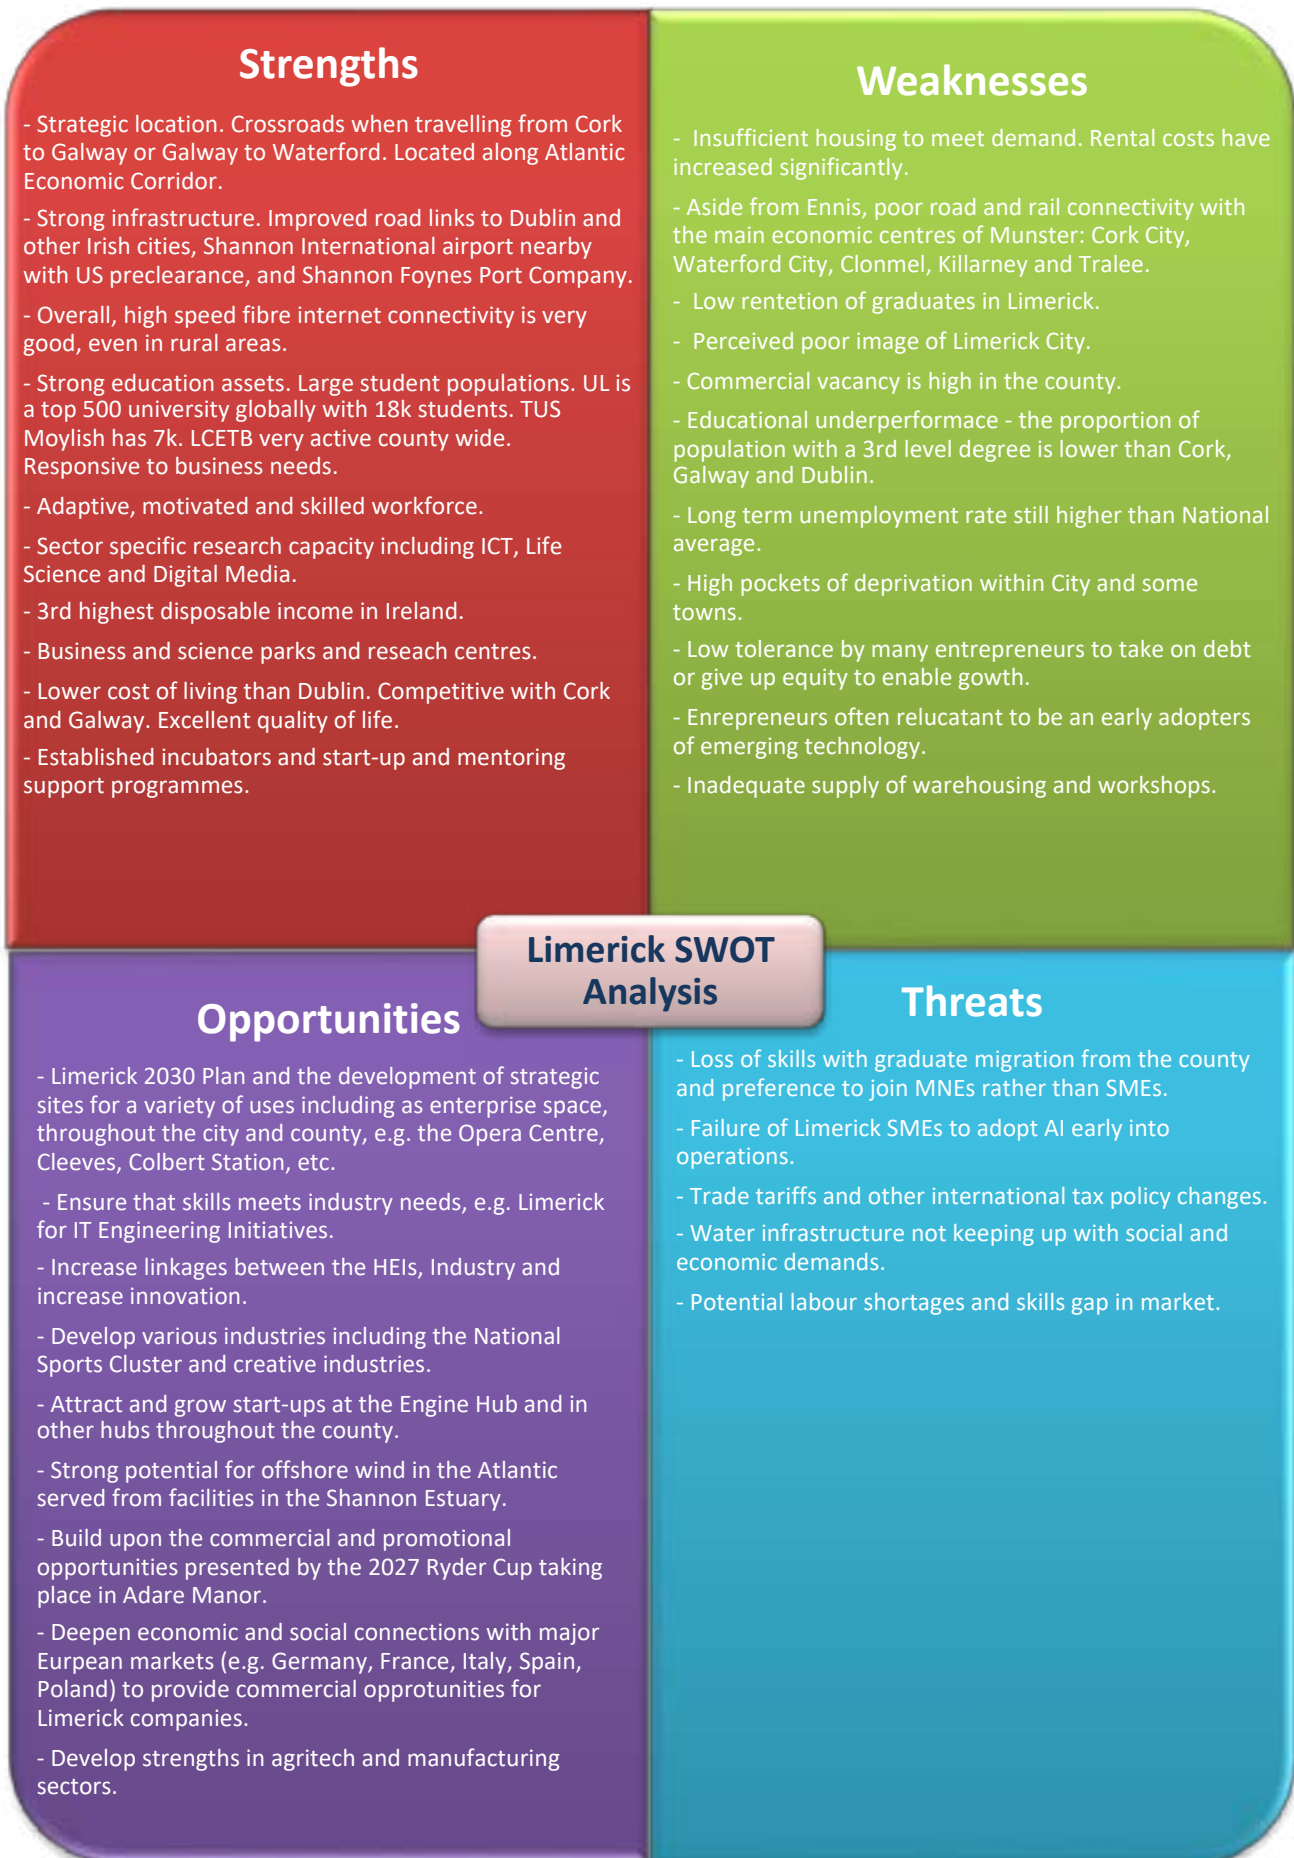 Strengths
- Strategic location. Crossroads when travelling from Cork
to Galway or Galway to Waterford. Located along Atlantic
Economic Corridor.
- Strong infrastructure. Improved road links to Dublin and
other Irish cities, Shannon International airport nearby
with US preclearance, and Shannon Foynes Port Company.
- Overall, high speed fibre internet connectivity is very
good, even in rural areas.
- Strong education assets. Large student populations. UL is
a top 500 university globally with 18k students. TUS
Moylish has 7k. LCETB very active county wide.
Responsive to business needs.
- Adaptive, motivated and skilled workforce.
- Sector specific research capacity including ICT, Life
Science and Digital Media.
- 3rd highest disposable income in Ireland.
- Business and science parks and reseach centres.
- Lower cost of living than Dublin. Competitive with Cork
and Galway. Excellent quality of life.
- Established incubators and start-up and mentoring
support programmes.
Weaknesses
- Insufficient housing to meet demand. Rental costs have
increased significantly.
- Aside from Ennis, poor road and rail connectivity with
the main economic centres of Munster: Cork City,
Waterford City, Clonmel, Killarney and Tralee.
- Low rentetion of graduates in Limerick.
- Perceived poor image of Limerick City.
- Commercial vacancy is high in the county.
- Educational underperformace - the proportion of
population with a 3rd level degree is lower than Cork,
Galway and Dublin.
- Long term unemployment rate still higher than National
average.
- High pockets of deprivation within City and some
towns.
- Low tolerance by many entrepreneurs to take on debt
or give up equity to enable gowth.
- Enrepreneurs often relucatant to be an early adopters
of emerging technology.
- Inadequate supply of warehousing and workshops.
Limerick SWOT
Analysis
Opportunities
- Limerick 2030 Plan and the development of strategic
sites for a variety of uses including as enterprise space,
throughout the city and county, e.g. the Opera Centre,
Cleeves, Colbert Station, etc.
- Ensure that skills meets industry needs, e.g. Limerick
for IT Engineering Initiatives.
- Increase linkages between the HEIs, Industry and
increase innovation.
- Develop various industries including the National
Sports Cluster and creative industries.
- Attract and grow start-ups at the Engine Hub and in
other hubs throughout the county.
- Strong potential for offshore wind in the Atlantic
served from facilities in the Shannon Estuary.
- Build upon the commercial and promotional
opportunities presented by the 2027 Ryder Cup taking
place in Adare Manor.
- Deepen economic and social connections with major
Eurpean markets (e.g. Germany, France, Italy, Spain,
Poland) to provide commercial opprotunities for
Limerick companies.
- Develop strengths in agritech and manufacturing
sectors.
Threats
- Loss of skills with graduate migration from the county
and preference to join MNEs rather than SMEs.
- Failure of Limerick SMEs to adopt AI early into
operations.
- Trade tariffs and other international tax policy changes.
- Water infrastructure not keeping up with social and
economic demands.
- Potential labour shortages and skills gap in market.